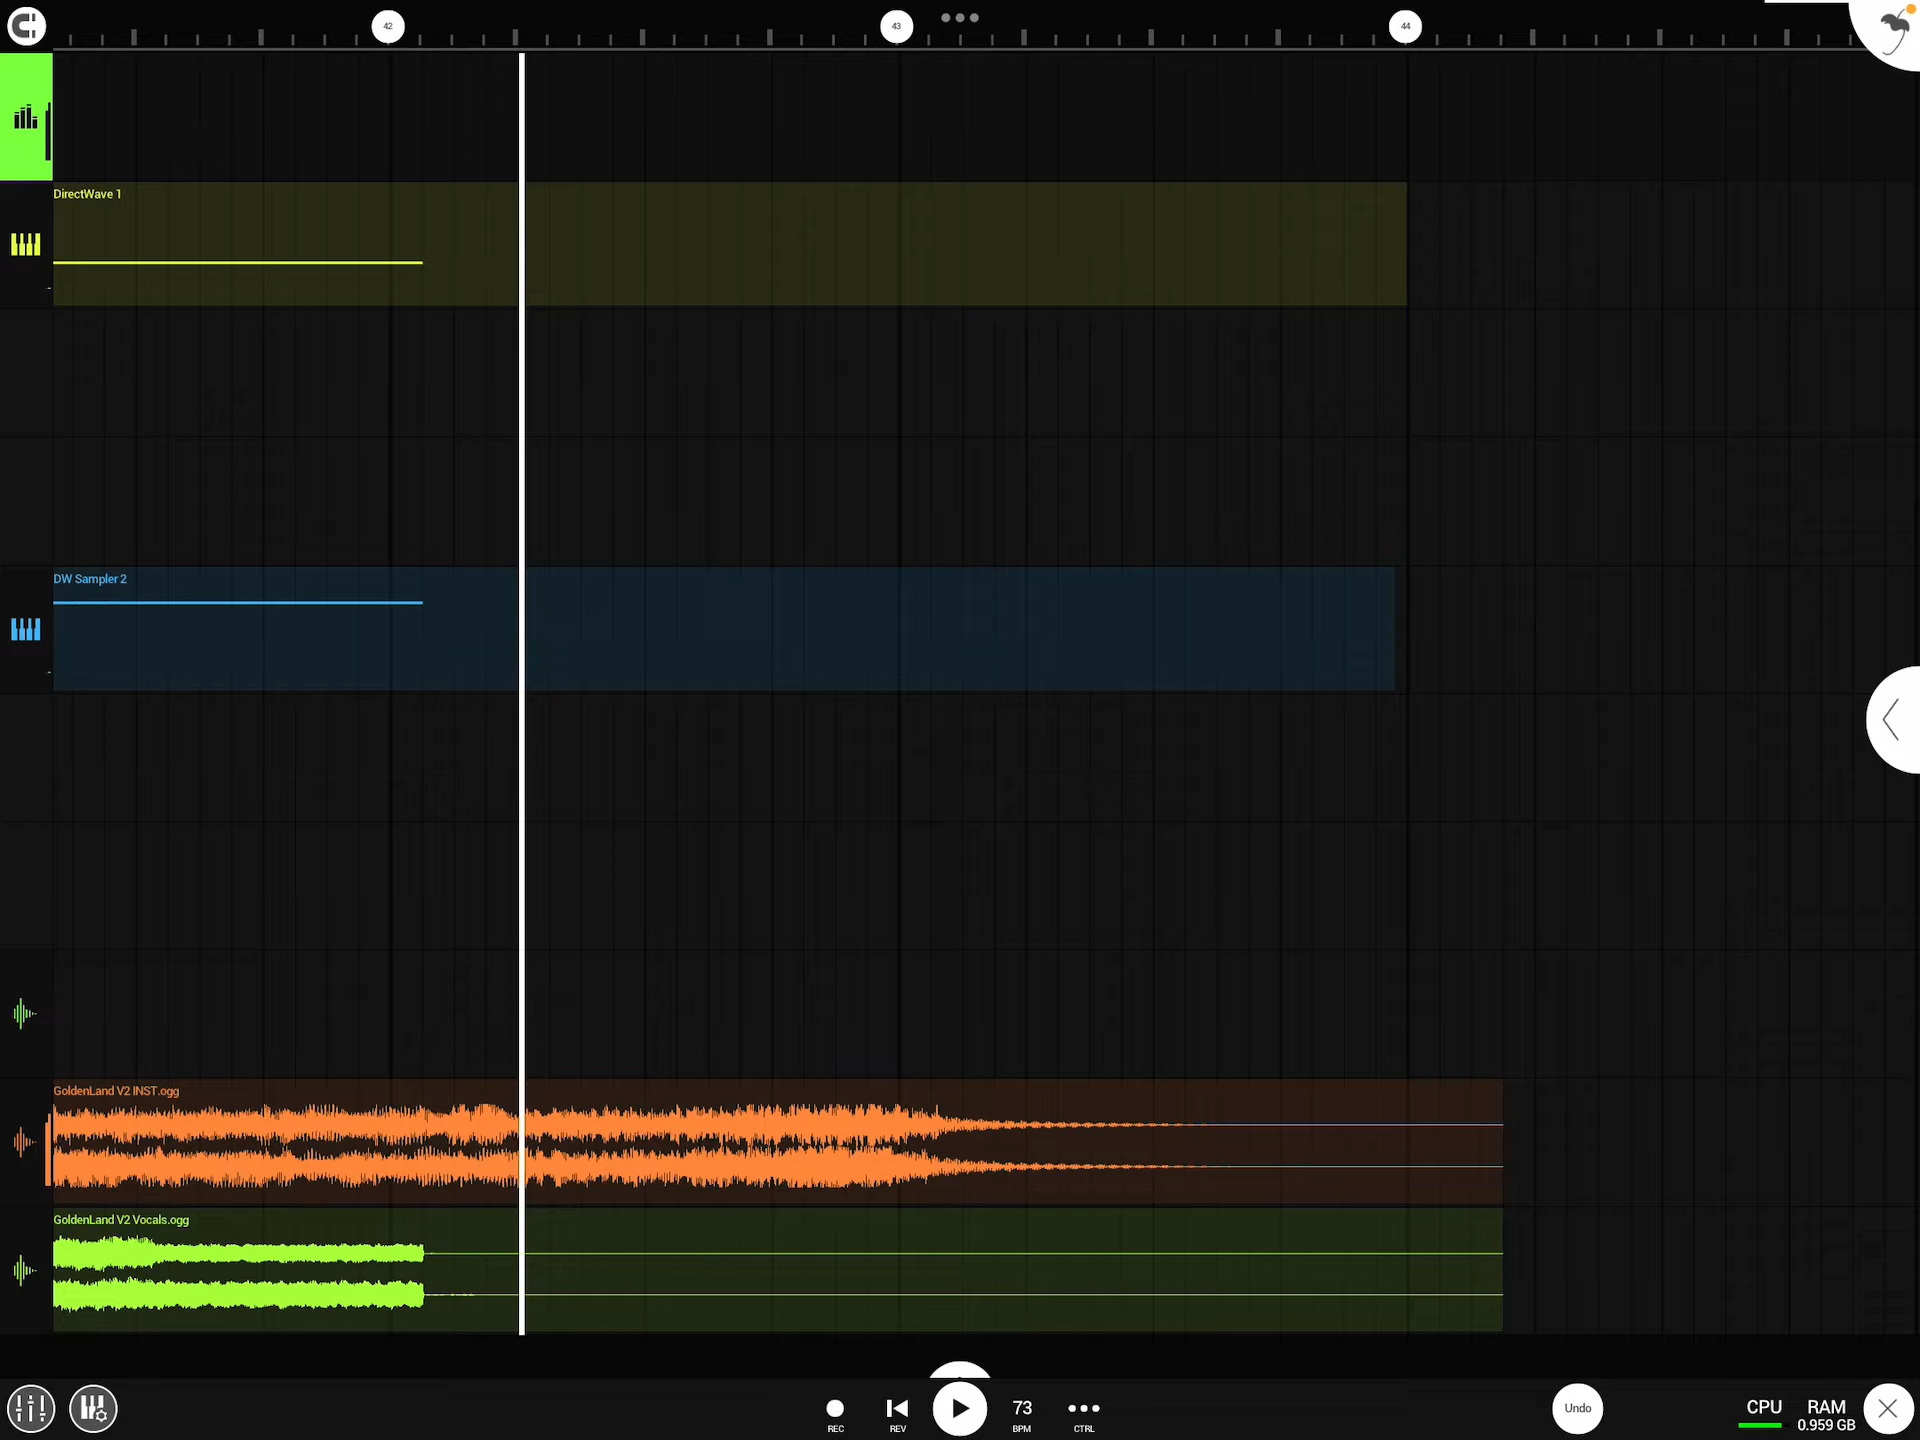 42
43
44
DirectWave 1
DW Sampler 2
GoldenLand V2 INST.ogg
GoldenLand V2 Vocals.ogg
REC
REV
73
BPM
CTRL
Undo
CPU
RAM
0.959 GB